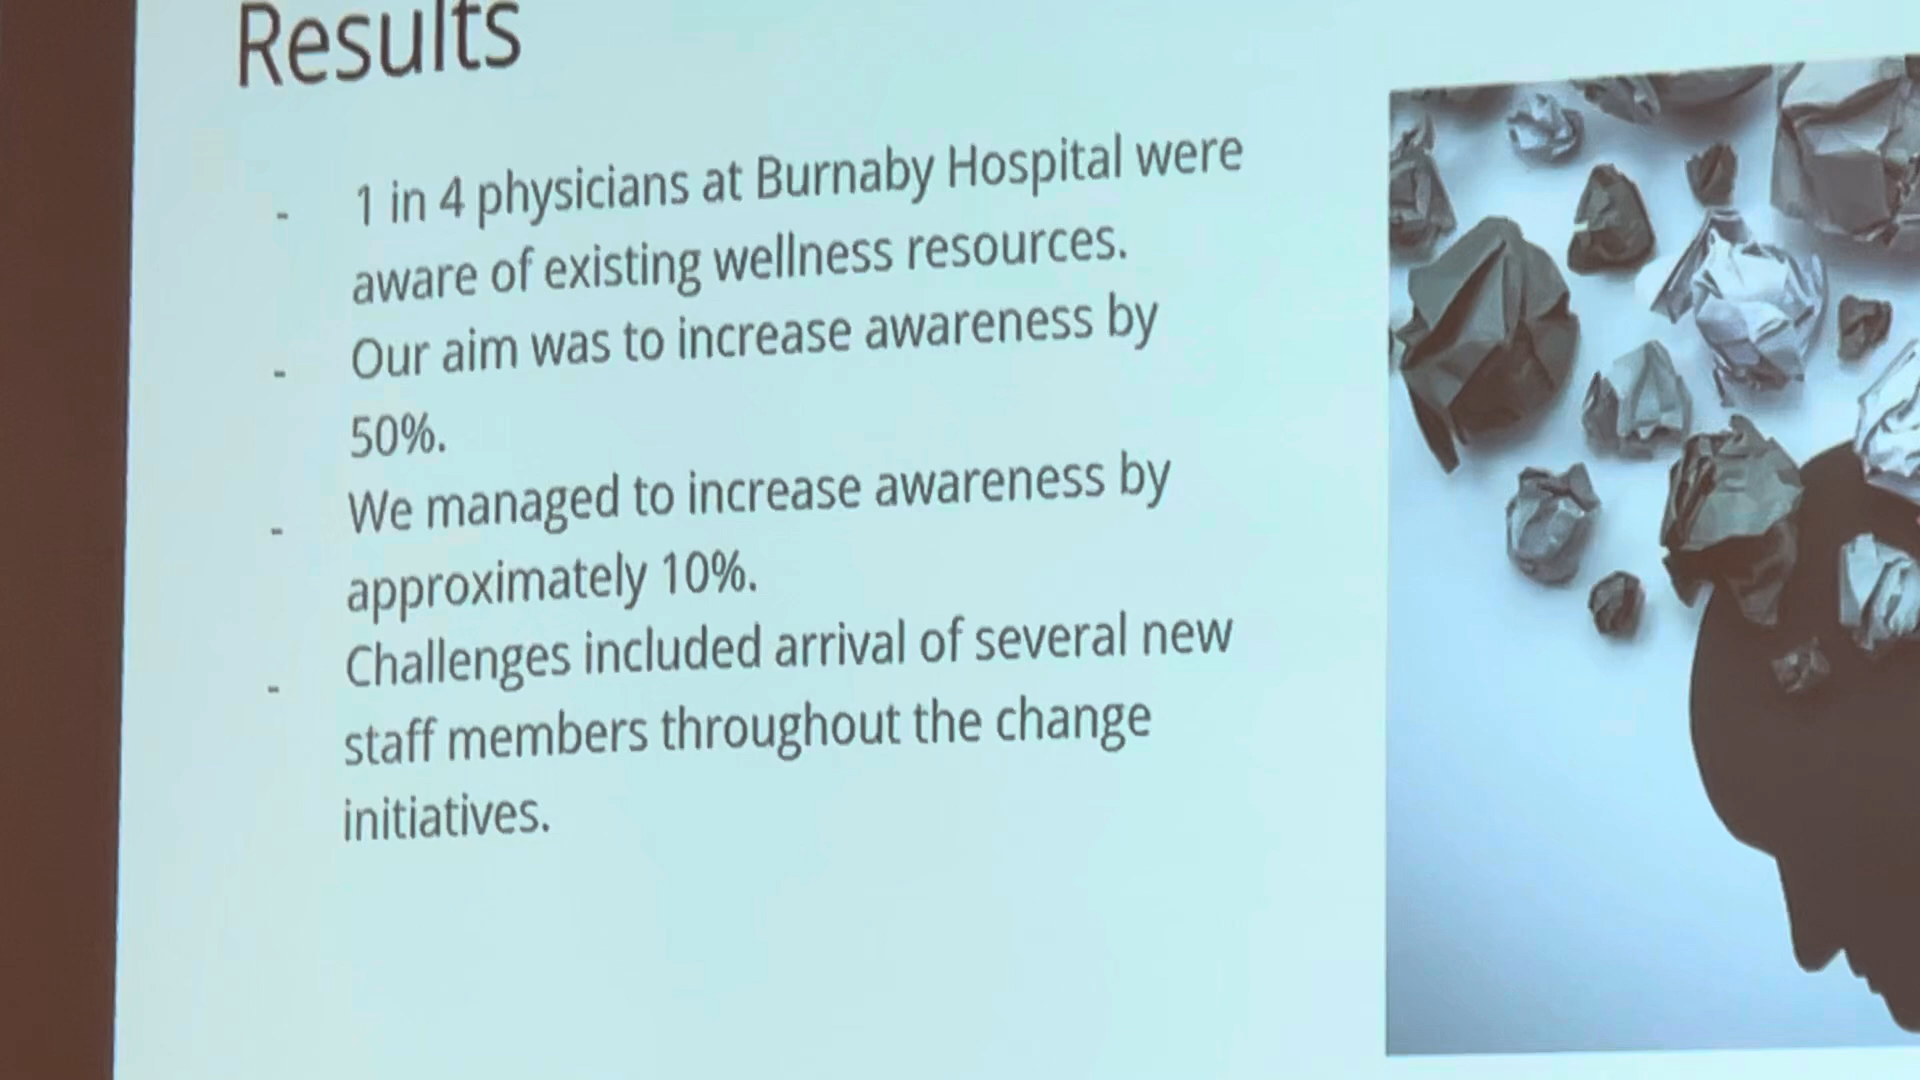 Results
- 1 in 4 physicians at Burnaby Hospital were
aware of existing wellness resources.
- Our aim was to increase awareness by
50%.
- We managed to increase awareness by
approximately 10%.
- Challenges included arrival of several new
staff members throughout the change
initiatives.